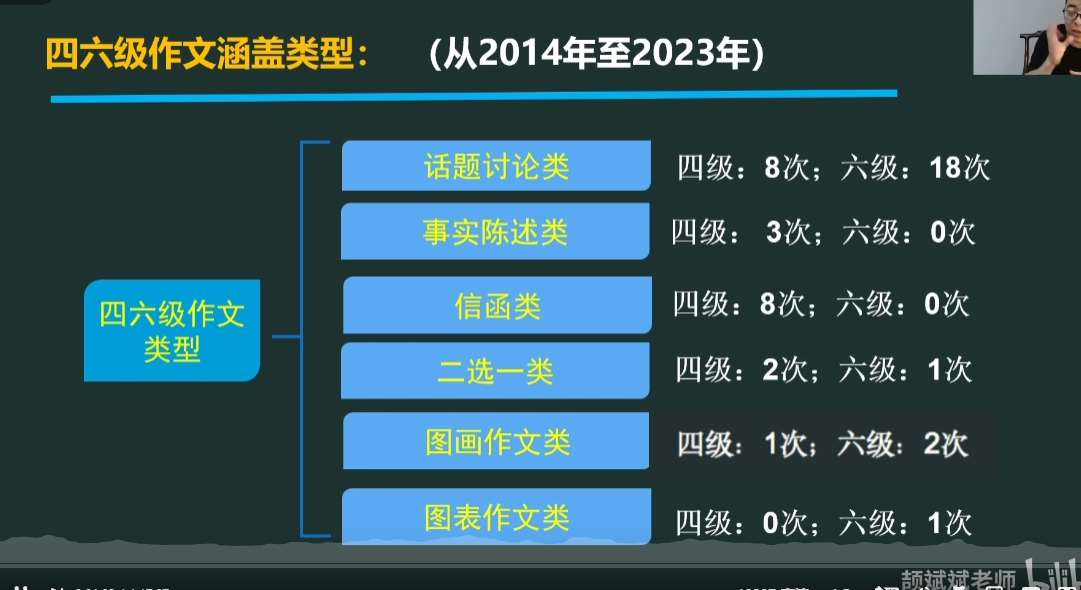 四六级作文涵盖类型： （从2014年至2023年）
话题讨论类 四级：8次；六级：18次
事实陈述类 四级： 3次；六级：0次
信函类 四级：8次；六级：0次
四六级作文
类型
二选一类 四级：2次；六级：1次
图画作文类 四级：1次；六级：2次
图表作文类 四级：0次；六级：1次
颉斌斌老师 bili